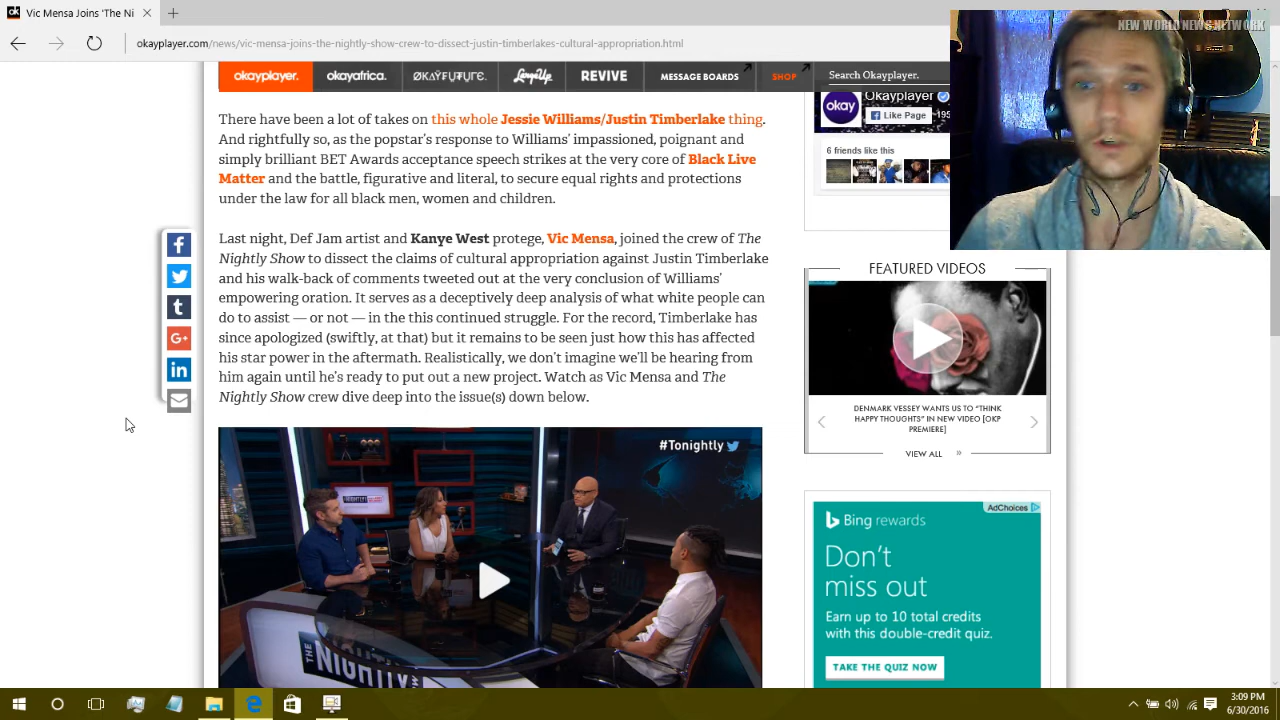 ok Vic Mensa Joins 'The Ni
okayplayer.com/news/vic-mensa-joins-the-nightly-show-crew-to-dissect-justin-timberlakes-cultural-appropriation.html
NEW WORLD NEWS NETWORK
okayplayer.
okayafrica.
ØKAYFUTURE.
LargeUp
REVIVE
MESSAGE BOARDS
SHOP
Search Okayplayer.
okay
Okayplayer
Like Page
195
6 friends like this
There have been a lot of takes on this whole Jessie Williams/Justin Timberlake thing.
And rightfully so, as the popstar's response to Williams' impassioned, poignant and
simply brilliant BET Awards acceptance speech strikes at the very core of Black Live
Matter and the battle, figurative and literal, to secure equal rights and protections
under the law for all black men, women and children.
Last night, Def Jam artist and Kanye West protege, Vic Mensa, joined the crew of The
Nightly Show to dissect the claims of cultural appropriation against Justin Timberlake
and his walk-back of comments tweeted out at the very conclusion of Williams'
empowering oration. It serves as a deceptively deep analysis of what white people can
do to assist — or not — in the this continued struggle. For the record, Timberlake has
since apologized (swiftly, at that) but it remains to be seen just how this has affected
his star power in the aftermath. Realistically, we don't imagine we'll be hearing from
him again until he's ready to put out a new project. Watch as Vic Mensa and The
Nightly Show crew dive deep into the issue(s) down below.
#Tonightly
THE
NIGHTLY
FEATURED VIDEOS
DENMARK VESSEY WANTS US TO "THINK
HAPPY THOUGHTS" IN NEW VIDEO [OKP
PREMIERE]
VIEW ALL »
AdChoices
Bing rewards
Don't
miss out
Earn up to 10 total credits
with this double-credit quiz.
TAKE THE QUIZ NOW
3:09 PM
6/30/2016